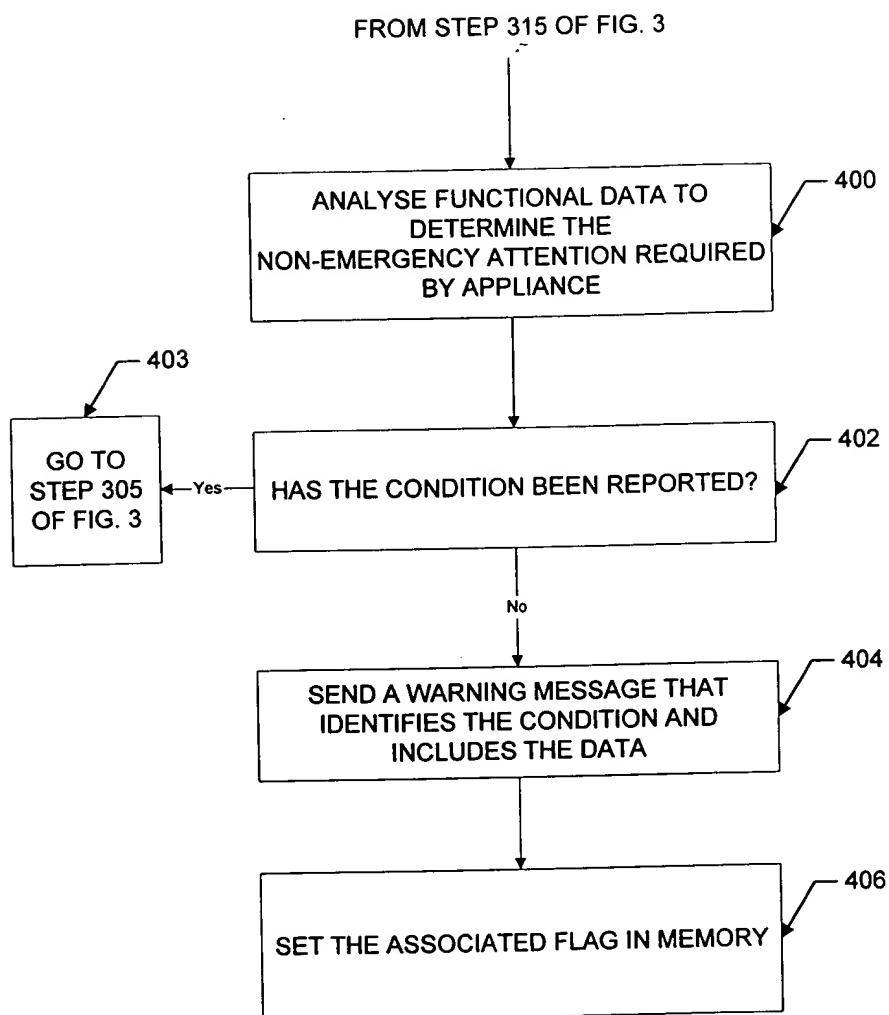 FROM STEP 315 OF FIG. 3
ANALYSE FUNCTIONAL DATA TO
DETERMINE THE
NON-EMERGENCY ATTENTION REQUIRED
BY APPLIANCE
400
403
GO TO
STEP 305
OF FIG. 3
Yes
HAS THE CONDITION BEEN REPORTED?
402
No
SEND A WARNING MESSAGE THAT
IDENTIFIES THE CONDITION AND
INCLUDES THE DATA
404
SET THE ASSOCIATED FLAG IN MEMORY
406